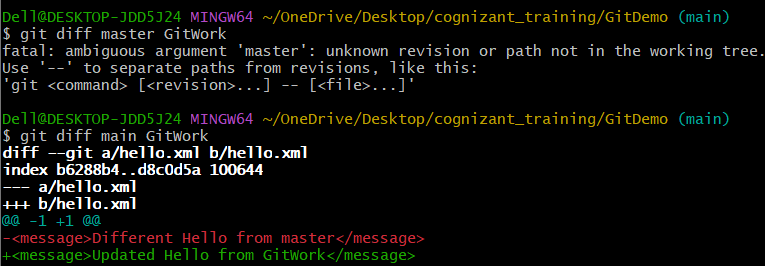 Dell@DESKTOP-JDD5J24 MINGW64 ~/OneDrive/Desktop/cognizant_training/GitDemo (main)
$ git diff master GitWork
fatal: ambiguous argument 'master': unknown revision or path not in the working tree.
Use '--' to separate paths from revisions, like this:
'git <command> [<revision>...] -- [<file>...]'

Dell@DESKTOP-JDD5J24 MINGW64 ~/OneDrive/Desktop/cognizant_training/GitDemo (main)
$ git diff main GitWork
diff --git a/hello.xml b/hello.xml
index b6288b4..d8c0d5a 100644
--- a/hello.xml
+++ b/hello.xml
@@ -1 +1 @@
-<message>Different Hello from master</message>
+<message>Updated Hello from GitWork</message>